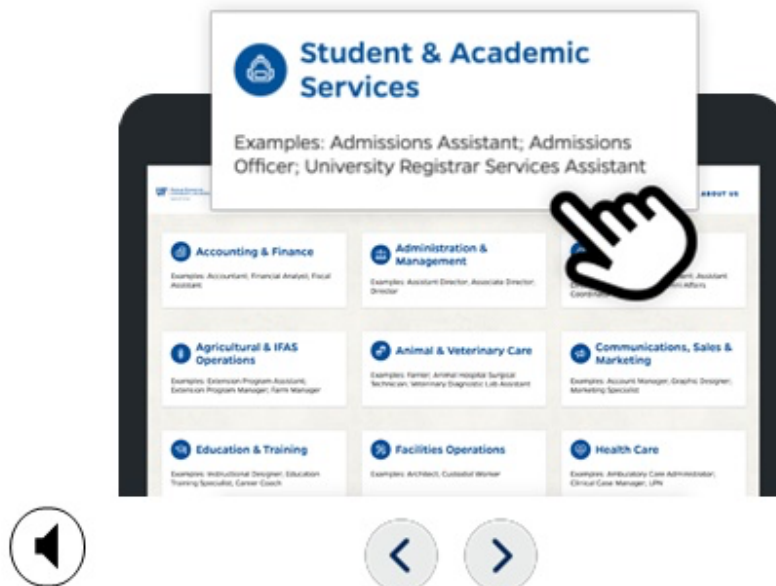 Student & Academic
Services
Examples: Admissions Assistant; Admissions
Officer; University Registrar Services Assistant
UF
ABOUT US
Accounting & Finance
Examples: Accountant; Financial Analyst; Fiscal
Assistant
Administration &
Management
Examples: Assistant Director; Associate Director;
Director
Assistant
Affairs
Agricultural & IFAS
Operations
Examples: Extension Program Assistant;
Extension Program Manager; Farm Manager
Animal & Veterinary Care
Examples: Farrier; Animal Hospital Surgical
Technician; Veterinary Diagnostic Lab Assistant
Communications, Sales &
Marketing
Examples: Account Manager; Graphic Designer;
Marketing Specialist
Education & Training
Examples: Instructional Designer; Education
Training Specialist; Career Coach
Facilities Operations
Examples: Architect; Custodial Worker
Health Care
Examples: Ambulatory Care Administrator;
Clinical Case Manager; LPN